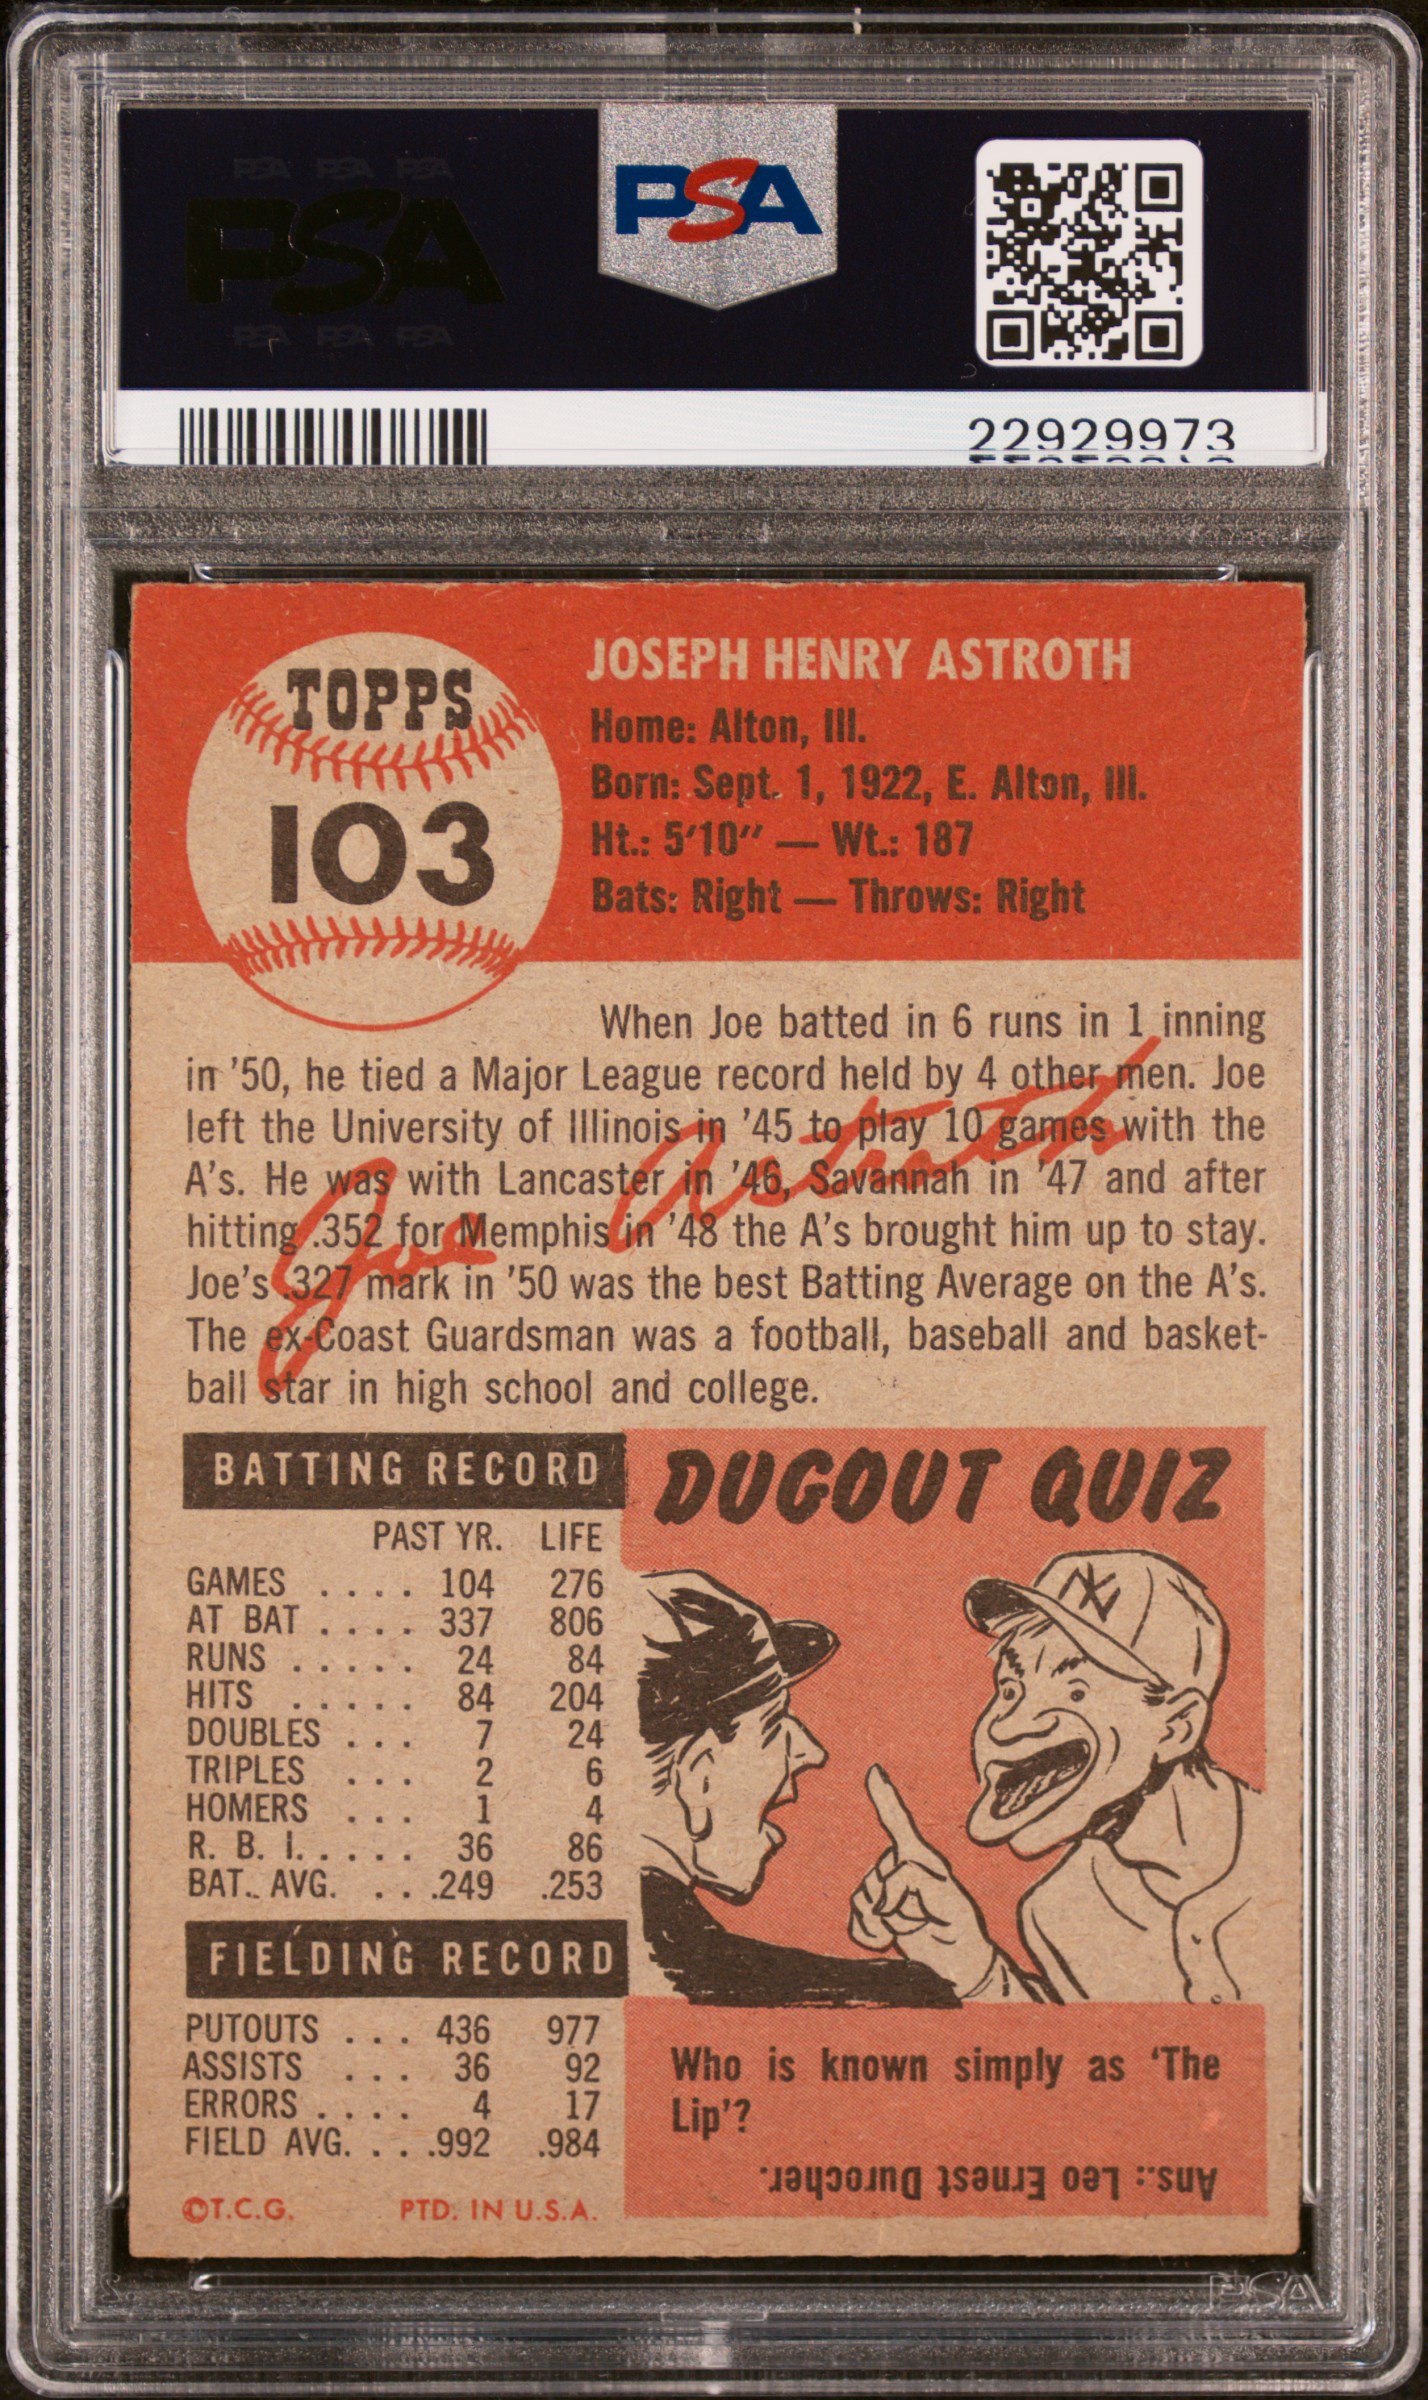 PSA PSA PSA
PSA
PSA PSA PSA
PSA
22929973
TOPPS
103
JOSEPH HENRY ASTROTH
Home: Alton, Ill.
Born: Sept. 1, 1922, E. Alton, Ill.
Ht.: 5'10" — Wt.: 187
Bats: Right — Throws: Right
When Joe batted in 6 runs in 1 inning
in '50, he tied a Major League record held by 4 other men. Joe
left the University of Illinois in '45 to play 10 games with the
A's. He was with Lancaster in '46, Savannah in '47 and after
hitting .352 for Memphis in '48 the A's brought him up to stay.
Joe's .327 mark in '50 was the best Batting Average on the A's.
The ex-Coast Guardsman was a football, baseball and basket-
ball star in high school and college.
Joe Astroth
BATTING RECORD
PAST YR. LIFE
GAMES .... 104 276
AT BAT .... 337 806
RUNS ..... 24 84
HITS ..... 84 204
DOUBLES ... 7 24
TRIPLES ... 2 6
HOMERS ... 1 4
R. B. I. .... 36 86
BAT. AVG. ... .249 .253
FIELDING RECORD
PUTOUTS ... 436 977
ASSISTS ... 36 92
ERRORS .... 4 17
FIELD AVG. ... .992 .984
©T.C.G. PTD. IN U.S.A.
DUGOUT QUIZ
NY
Who is known simply as 'The
Lip'?
Ans.: Leo Ernest Durocher.
PSA